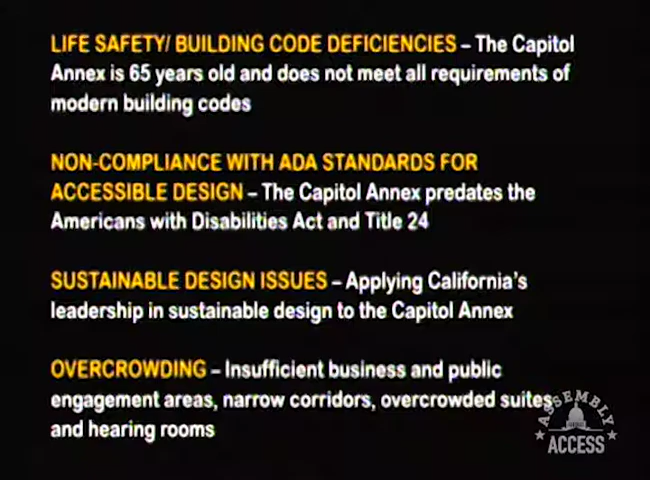 LIFE SAFETY/ BUILDING CODE DEFICIENCIES – The Capitol
Annex is 65 years old and does not meet all requirements of
modern building codes
NON-COMPLIANCE WITH ADA STANDARDS FOR
ACCESSIBLE DESIGN – The Capitol Annex predates the
Americans with Disabilities Act and Title 24
SUSTAINABLE DESIGN ISSUES – Applying California's
leadership in sustainable design to the Capitol Annex
OVERCROWDING – Insufficient business and public
engagement areas, narrow corridors, overcrowded suites
and hearing rooms
ASSEMBLY
ACCESS